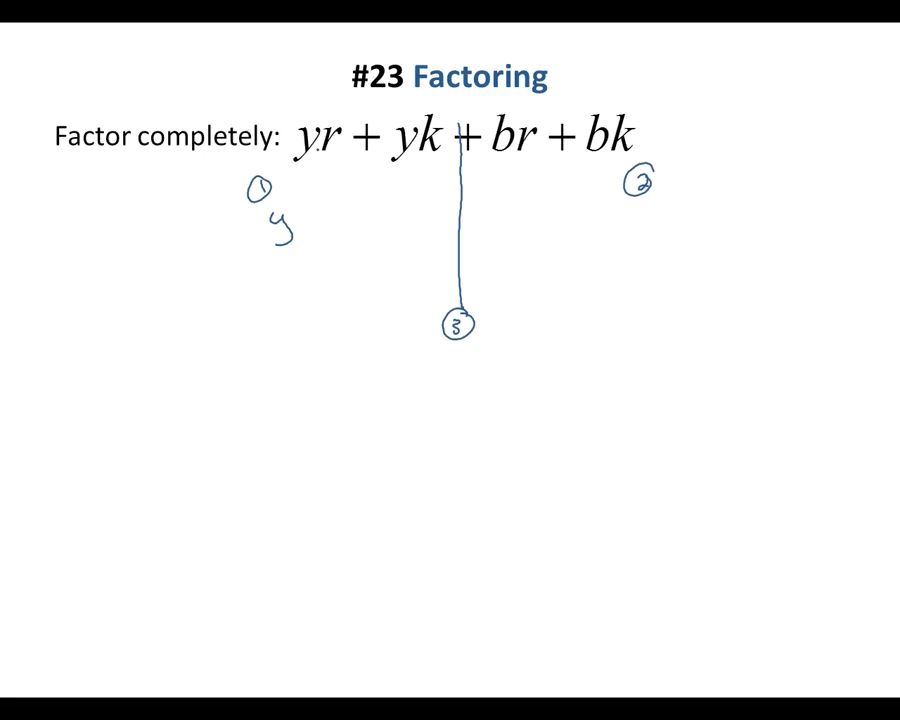 #23 Factoring
Factor completely: yr + yk + br + bk
① ②
y
③